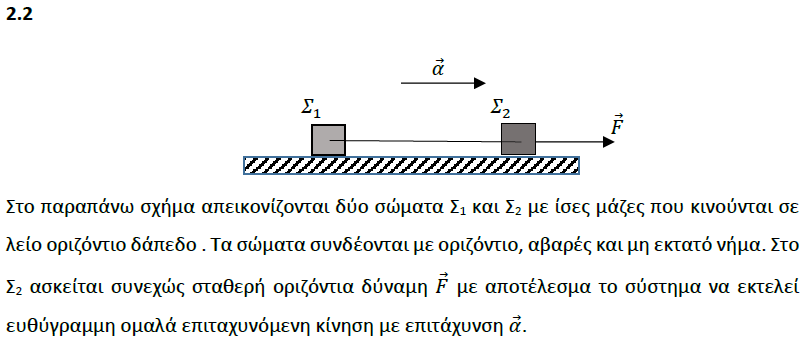 2.2
α⃗
Σ₁ Σ₂
F⃗
Στο παραπάνω σχήμα απεικονίζονται δύο σώματα Σ₁ και Σ₂ με ίσες μάζες που κινούνται σε
λείο οριζόντιο δάπεδο . Τα σώματα συνδέονται με οριζόντιο, αβαρές και μη εκτατό νήμα. Στο
Σ₂ ασκείται συνεχώς σταθερή οριζόντια δύναμη F⃗ με αποτέλεσμα το σύστημα να εκτελεί
ευθύγραμμη ομαλά επιταχυνόμενη κίνηση με επιτάχυνση α⃗.